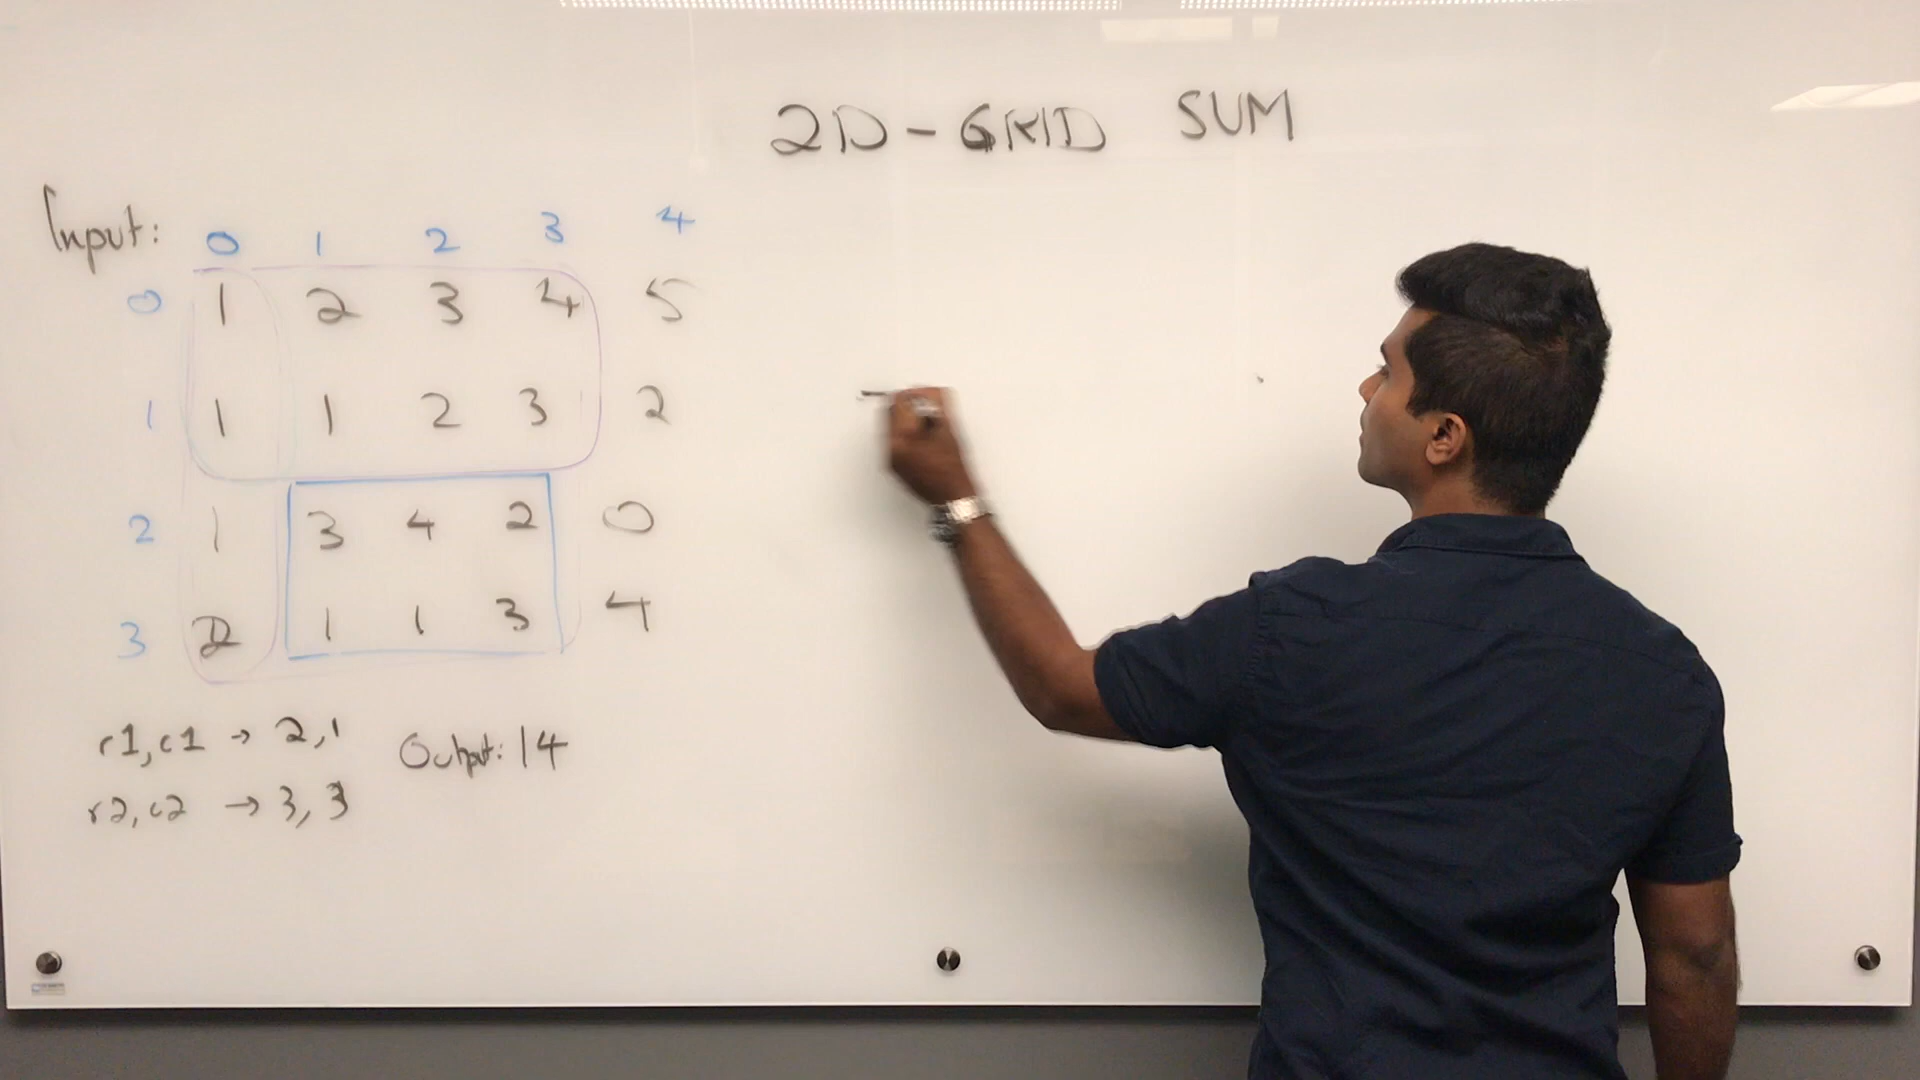 2D-GRID SUM
Input: 0 1 2 3 4
0 1 2 3 4 5
1 1 1 2 3 2
2 1 3 4 2 0
3 2 1 1 3 4
r1,c1 → 2,1 Output: 14
r2,c2 → 3,3